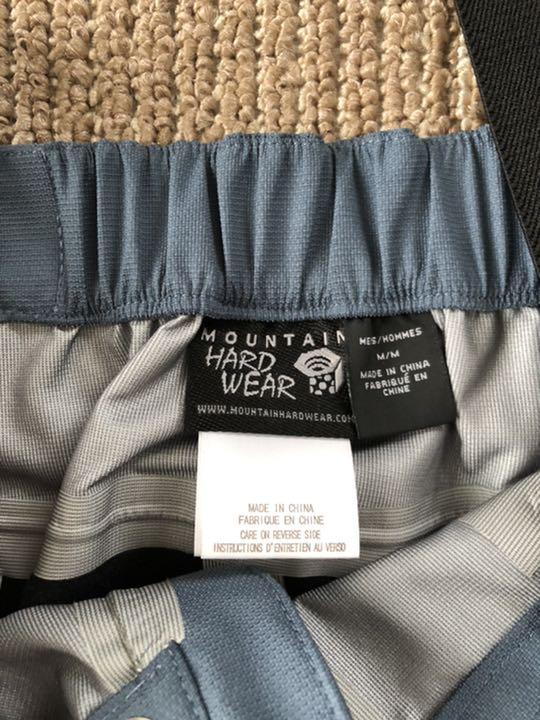 MOUNTAIN
HARD
WEAR
WWW.MOUNTAINHARDWEAR.COM
MES/HOMMES
M/M
MADE IN CHINA
FABRIQUÉ EN
CHINE
MADE IN CHINA
FABRIQUE EN CHINE
CARE ON REVERSE SIDE
INSTRUCTIONS D'ENTRETIEN AU VERSO